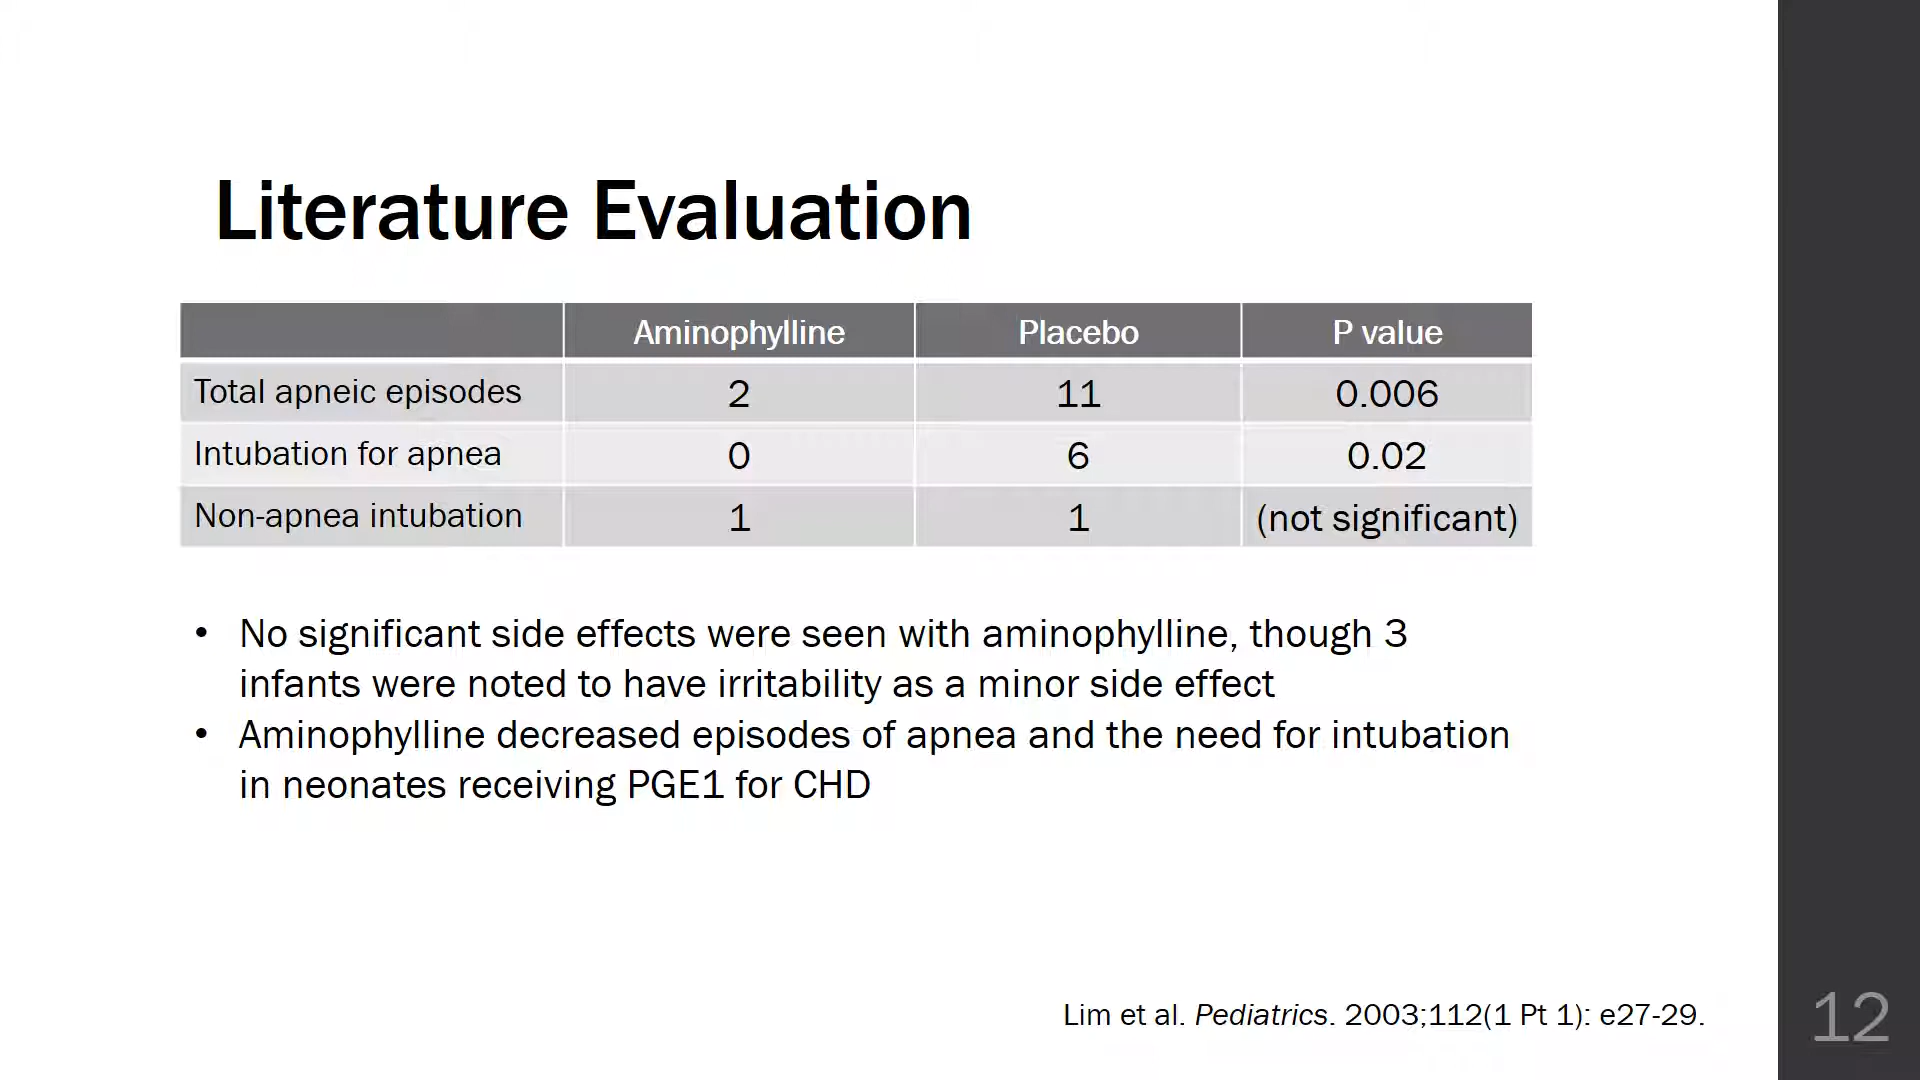 Literature Evaluation
Aminophylline Placebo P value
Total apneic episodes 2 11 0.006
Intubation for apnea 0 6 0.02
Non-apnea intubation 1 1 (not significant)
• No significant side effects were seen with aminophylline, though 3
infants were noted to have irritability as a minor side effect
• Aminophylline decreased episodes of apnea and the need for intubation
in neonates receiving PGE1 for CHD
Lim et al. Pediatrics. 2003;112(1 Pt 1): e27-29.
12